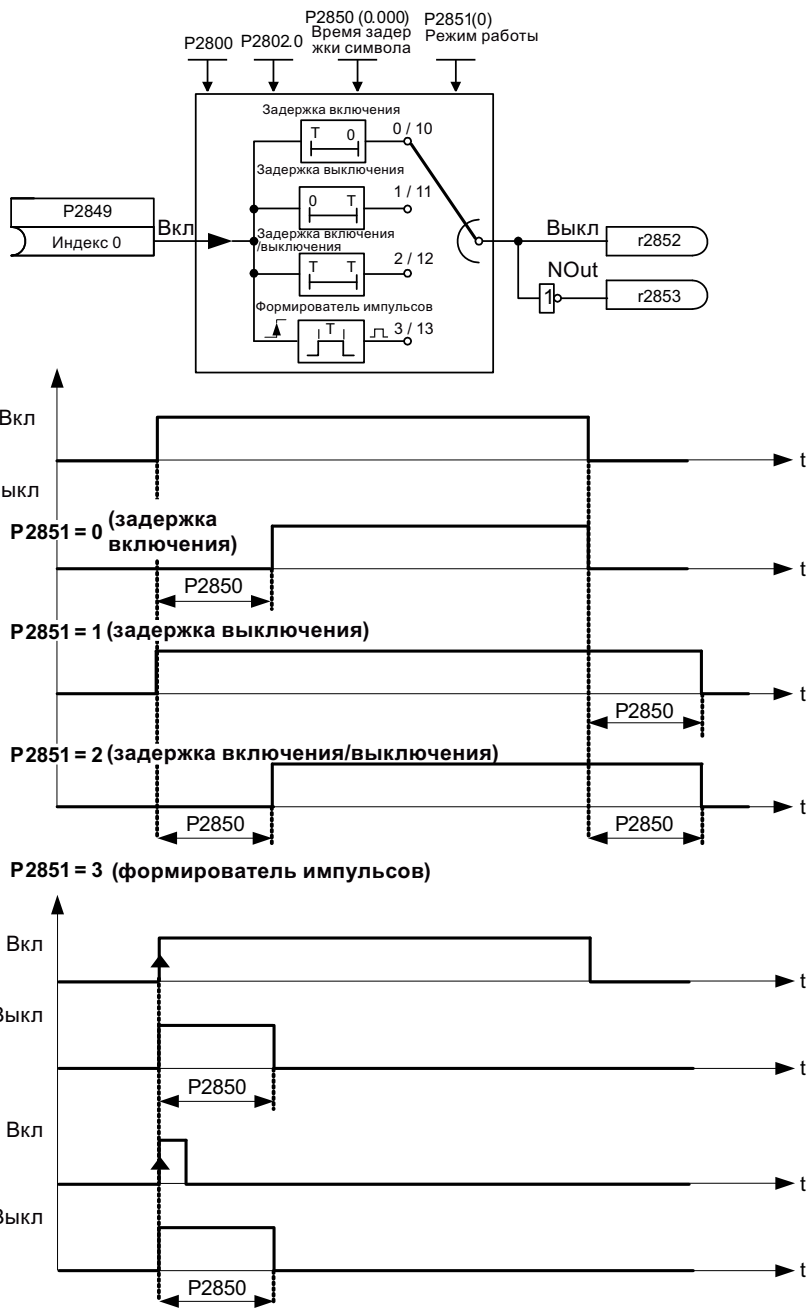 P2800 P2802.0 P2850 (0.000) P2851(0)
Время задер Режим работы
жки символа
Задержка включения
T 0 0 / 10
Задержка выключения
0 T 1 / 11
P2849
Индекс 0
Вкл
Задержка включения
/выключения
T T 2 / 12
Формирователь импульсов
T 3 / 13
Выкл
r2852
NOut
1
r2853
Вкл
t
ыкл
P2851 = 0 (задержка
включения)
P2850
t
P2851 = 1 (задержка выключения)
t
P2850
P2851 = 2 (задержка включения/выключения)
t
P2850 P2850
P2851 = 3 (формирователь импульсов)
Вкл
t
Выкл
t
P2850
Вкл
t
Выкл
t
P2850